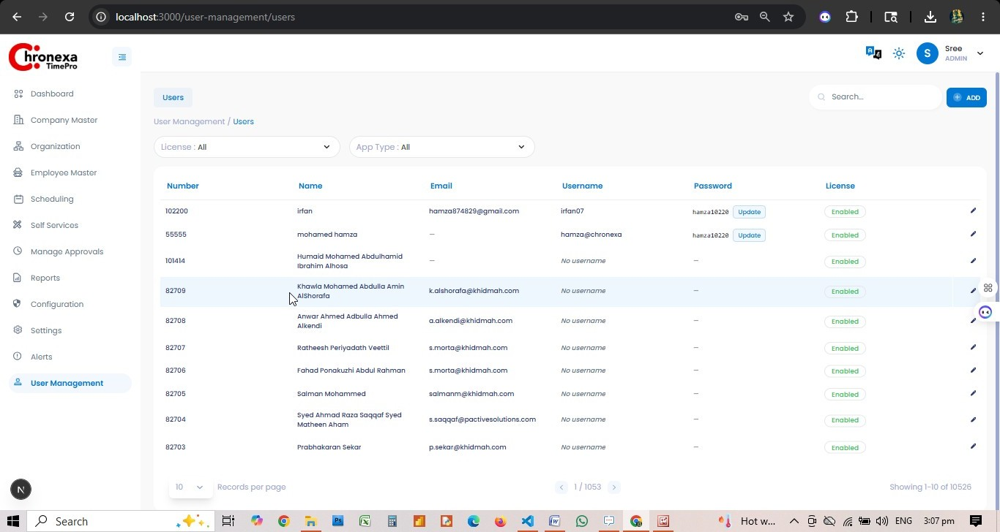 localhost:3000/user-management/users
Chronexa
TimePro
S
Sree
ADMIN
Dashboard
Company Master
Organization
Employee Master
Scheduling
Self Services
Manage Approvals
Reports
Configuration
Settings
Alerts
User Management
N
Users
Search...
ADD
User Management / Users
License : All
App Type : All
Number Name Email Username Password License
102200 irfan hamza874829@gmail.com irfan07 hamza10220 Update Enabled
55555 mohamed hamza — hamza@chronexa hamza10220 Update Enabled
101414 Humaid Mohamed Abdulhamid Ibrahim Alhosa — No username — Enabled
82709 Khawla Mohamed Abdulla Amin AlShorafa k.alshorafa@khidmah.com No username — Enabled
82708 Anwar Ahmed Adbulla Ahmed Alkendi a.alkendi@khidmah.com No username — Enabled
82707 Ratheesh Periyadath Veettil s.morta@khidmah.com No username — Enabled
82706 Fahad Ponakuzhi Abdul Rahman s.morta@khidmah.com No username — Enabled
82705 Salman Mohammed salmanm@khidmah.com No username — Enabled
82704 Syed Ahmad Raza Saqqaf Syed Matheen Aham s.saqqaf@pactivesolutions.com No username — Enabled
82703 Prabhakaran Sekar p.sekar@khidmah.com No username — Enabled
10 Records per page
1 / 1053
Showing 1-10 of 10526
Search
Hot w...
ENG
3:07 pm